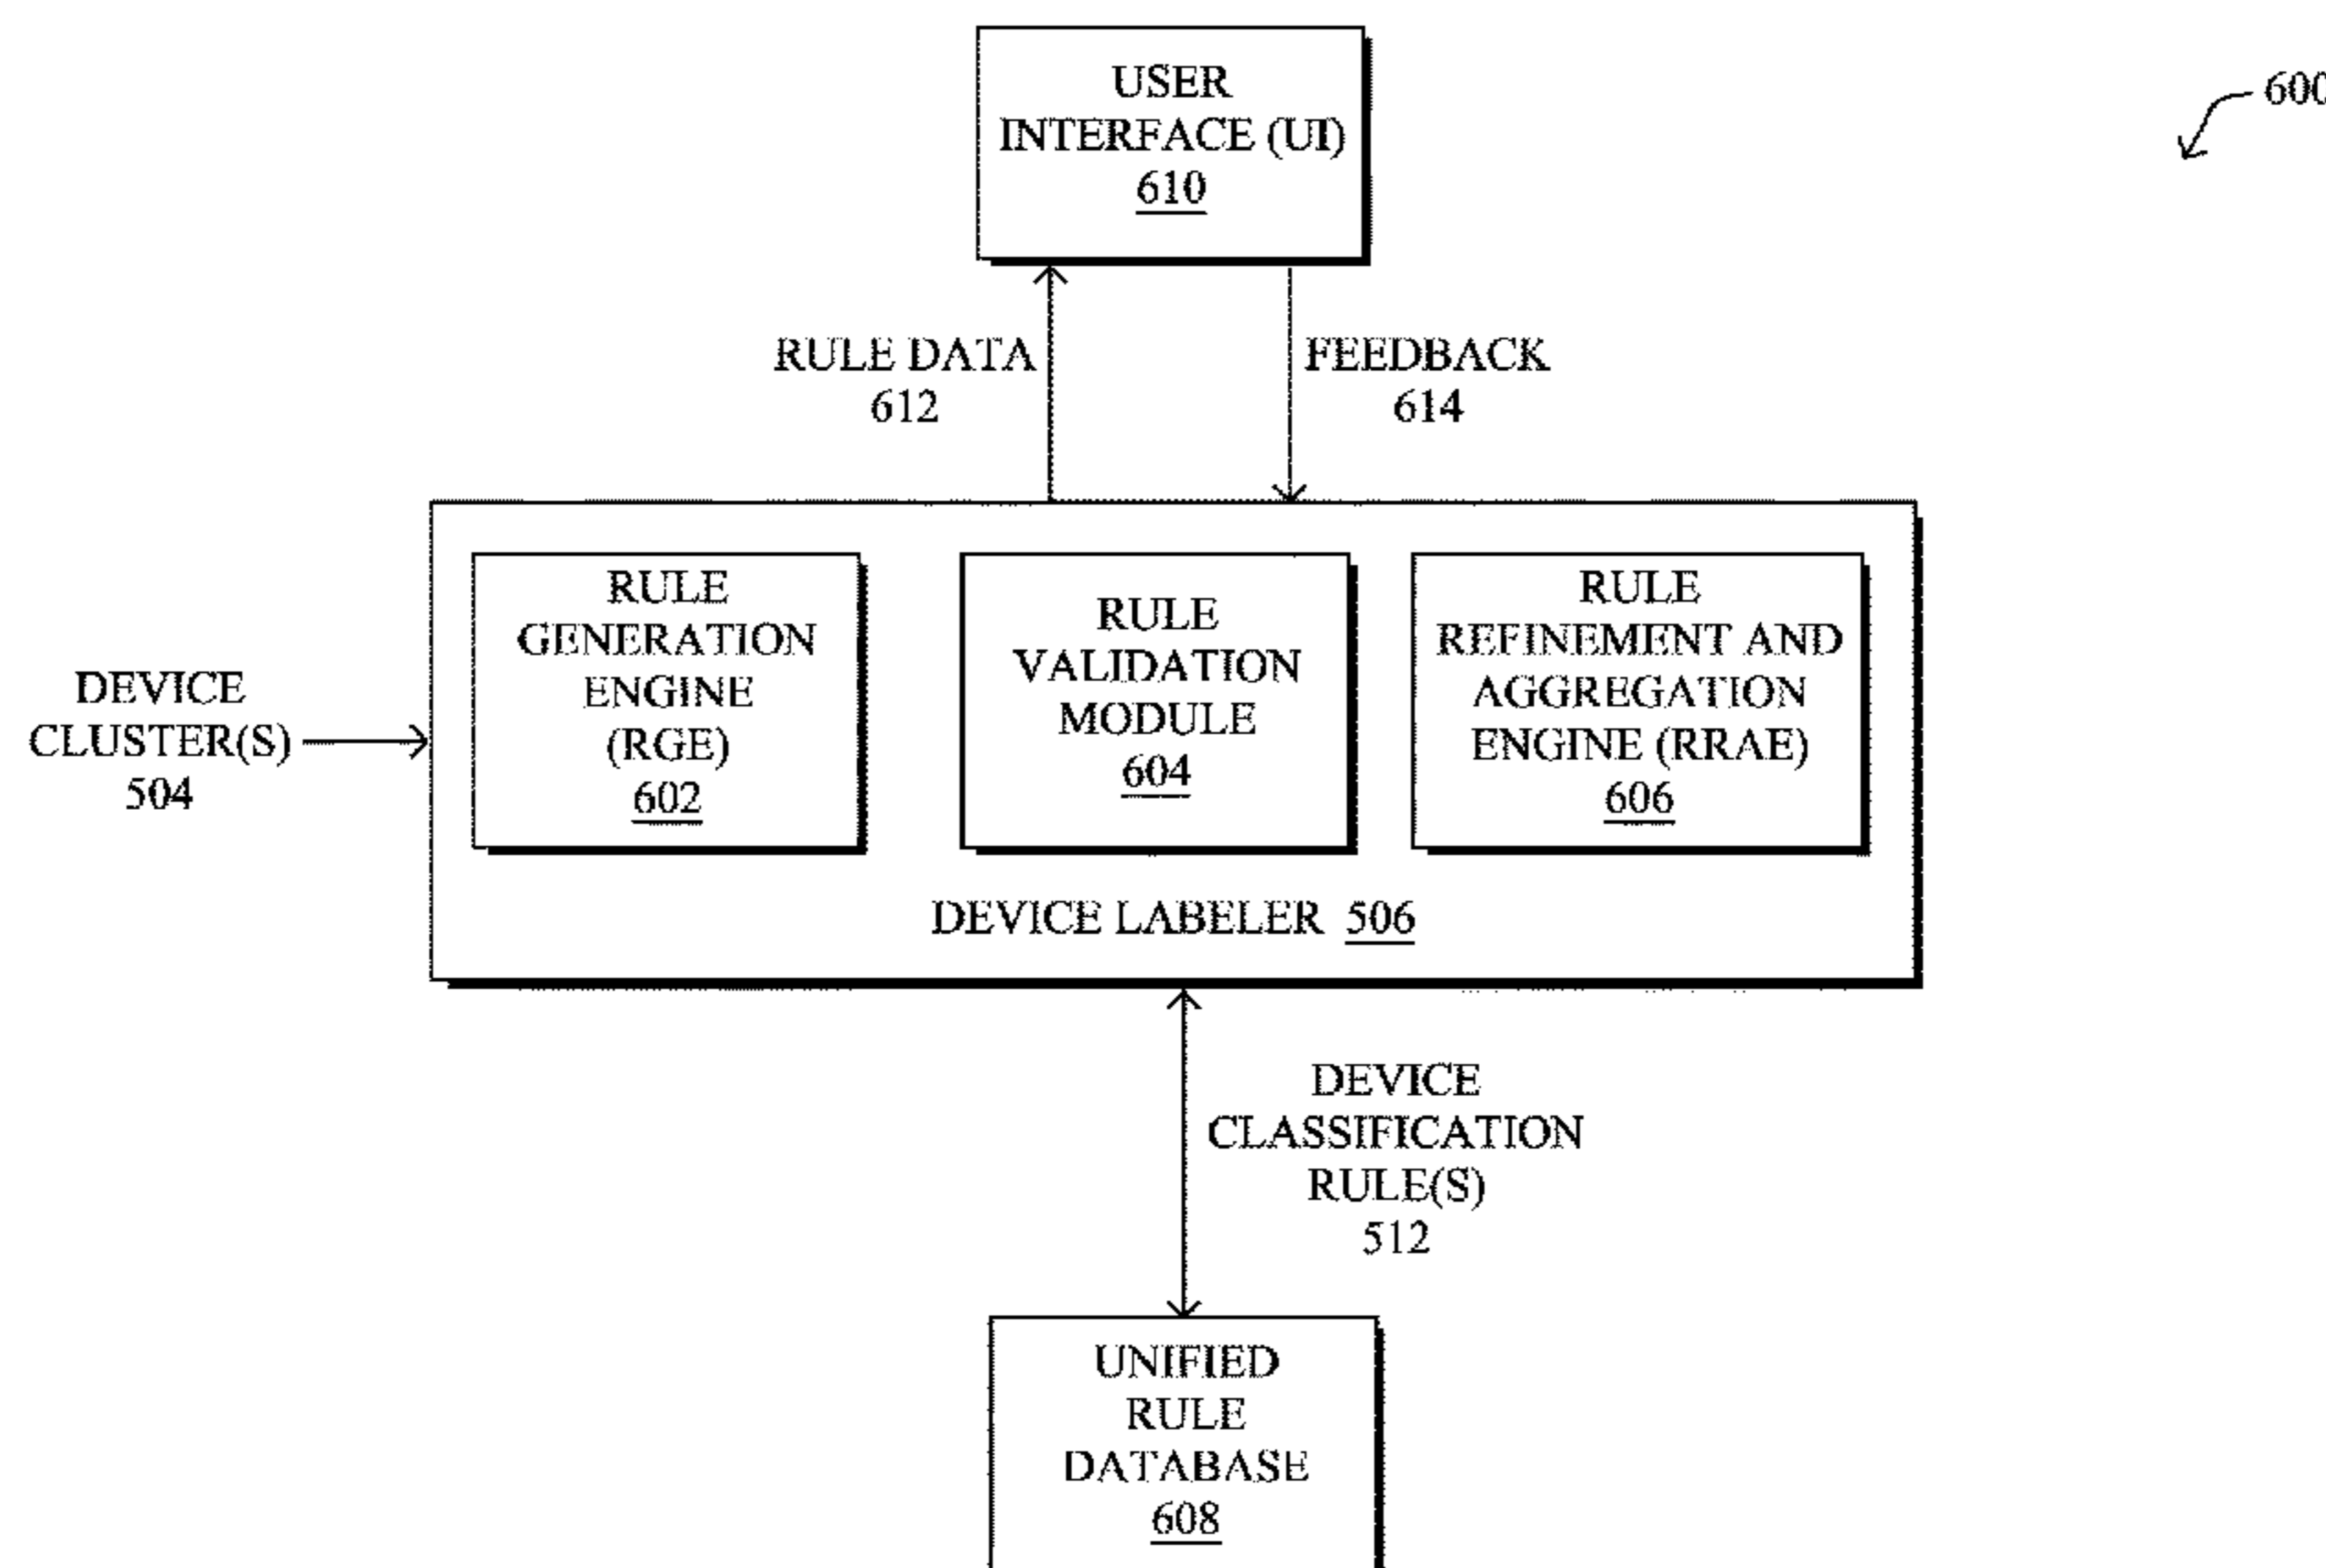 USER
INTERFACE (UI)
610
600
RULE DATA
612
FEEDBACK
614
DEVICE
CLUSTER(S)
504
RULE
GENERATION
ENGINE
(RGE)
602
RULE
VALIDATION
MODULE
604
RULE
REFINEMENT AND
AGGREGATION
ENGINE (RRAE)
606
DEVICE LABELER 506
DEVICE
CLASSIFICATION
RULE(S)
512
UNIFIED
RULE
DATABASE
608